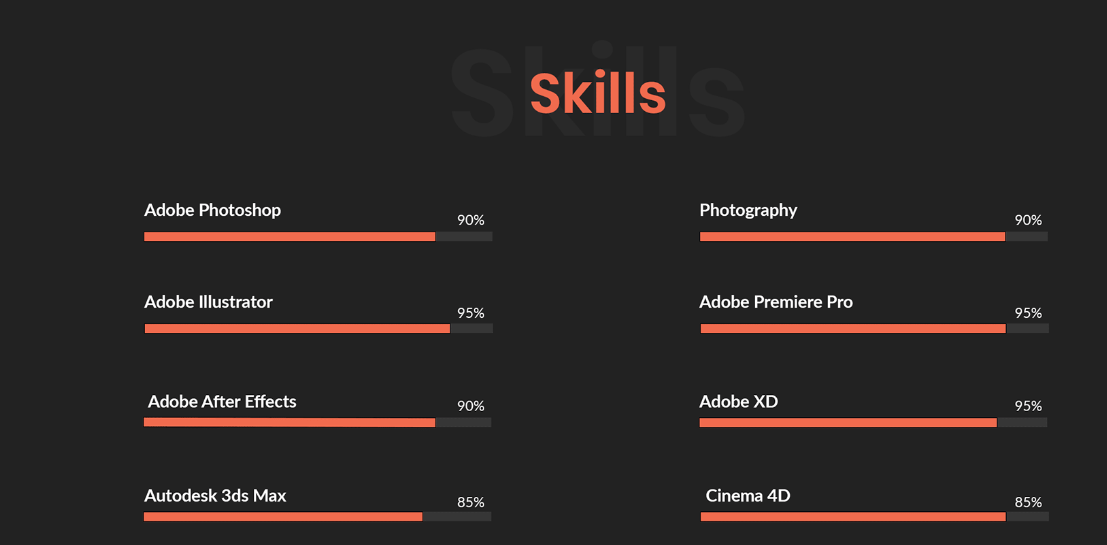 Skills
Skills
Adobe Photoshop
90%
Photography
90%
Adobe Illustrator
95%
Adobe Premiere Pro
95%
Adobe After Effects
90%
Adobe XD
95%
Autodesk 3ds Max
85%
Cinema 4D
85%